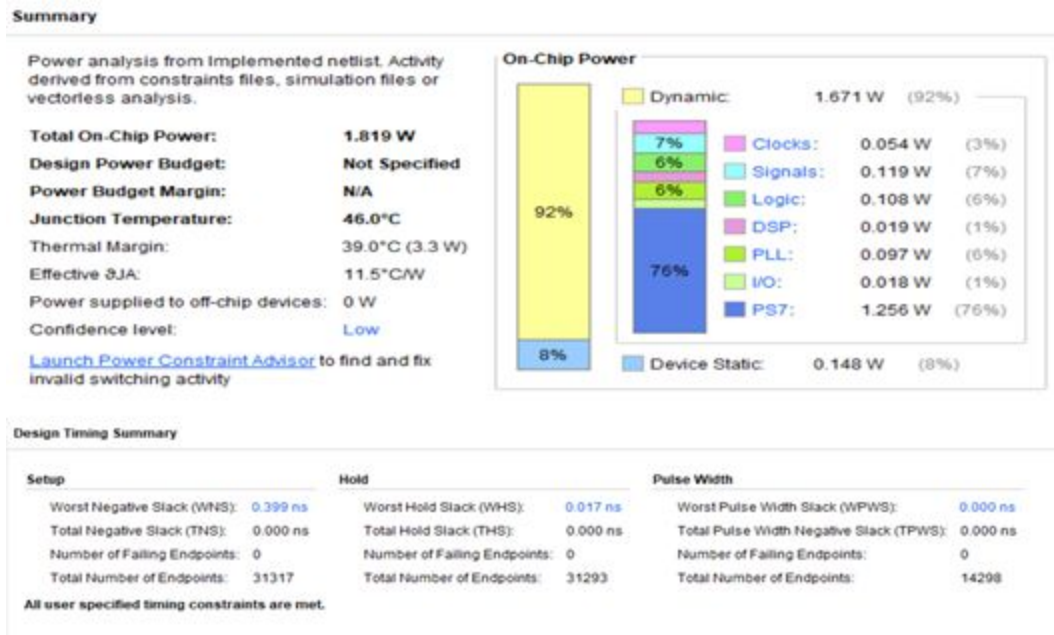 Summary
Power analysis from Implemented netlist. Activity
derived from constraints files, simulation files or
vectorless analysis.
Total On-Chip Power: 1.819 W
Design Power Budget: Not Specified
Power Budget Margin: N/A
Junction Temperature: 46.0°C
Thermal Margin: 39.0°C (3.3 W)
Effective ϑJA: 11.5°C/W
Power supplied to off-chip devices: 0 W
Confidence level: Low
Launch Power Constraint Advisor to find and fix
invalid switching activity
On-Chip Power
92%
8%
Dynamic: 1.671 W (92%)
7%
6%
6%
76%
Clocks: 0.054 W (3%)
Signals: 0.119 W (7%)
Logic: 0.108 W (6%)
DSP: 0.019 W (1%)
PLL: 0.097 W (6%)
I/O: 0.018 W (1%)
PS7: 1.256 W (76%)
Device Static: 0.148 W (8%)
Design Timing Summary
Setup Hold Pulse Width
Worst Negative Slack (WNS): 0.399 ns Worst Hold Slack (WHS): 0.017 ns Worst Pulse Width Slack (WPWS): 0.000 ns
Total Negative Slack (TNS): 0.000 ns Total Hold Slack (THS): 0.000 ns Total Pulse Width Negative Slack (TPWS): 0.000 ns
Number of Failing Endpoints: 0 Number of Failing Endpoints: 0 Number of Failing Endpoints: 0
Total Number of Endpoints: 31317 Total Number of Endpoints: 31293 Total Number of Endpoints: 14298
All user specified timing constraints are met.